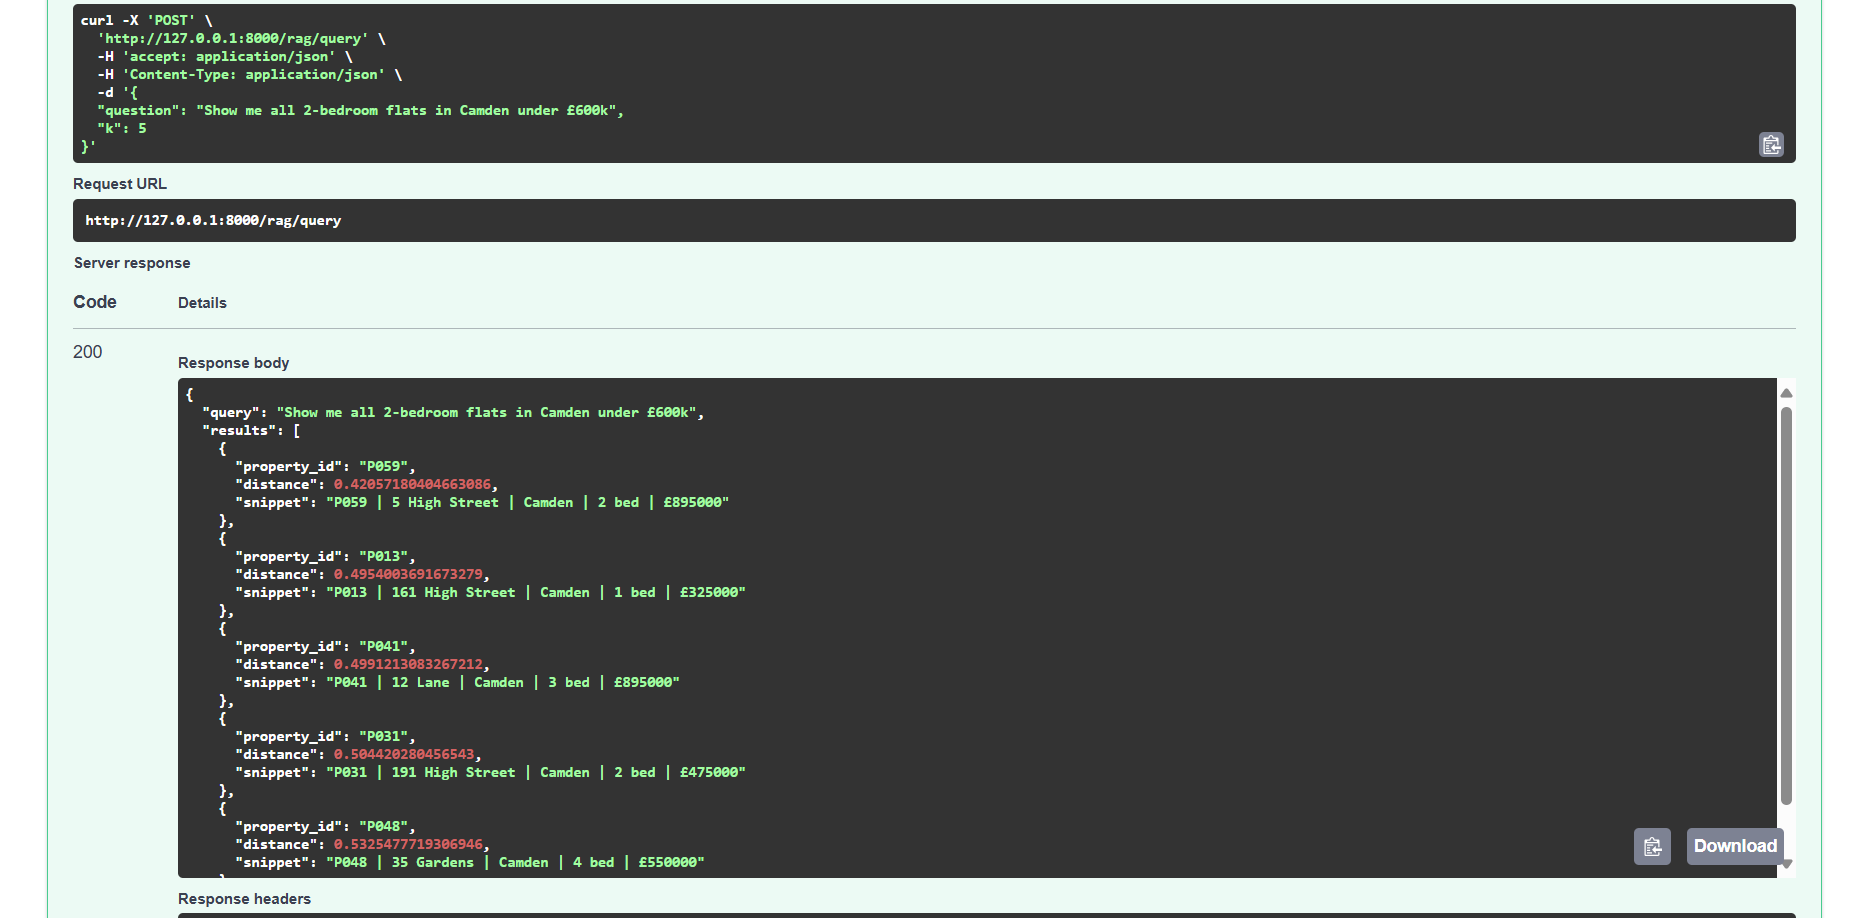 curl -X 'POST' \
  'http://127.0.0.1:8000/rag/query' \
  -H 'accept: application/json' \
  -H 'Content-Type: application/json' \
  -d '{
  "question": "Show me all 2-bedroom flats in Camden under £600k",
  "k": 5
}'
Request URL
http://127.0.0.1:8000/rag/query
Server response
Code Details
200
Response body
{
  "query": "Show me all 2-bedroom flats in Camden under £600k",
  "results": [
    {
      "property_id": "P059",
      "distance": 0.42057180404663086,
      "snippet": "P059 | 5 High Street | Camden | 2 bed | £895000"
    },
    {
      "property_id": "P013",
      "distance": 0.4954003691673279,
      "snippet": "P013 | 161 High Street | Camden | 1 bed | £325000"
    },
    {
      "property_id": "P041",
      "distance": 0.4991213083267212,
      "snippet": "P041 | 12 Lane | Camden | 3 bed | £895000"
    },
    {
      "property_id": "P031",
      "distance": 0.504420280456543,
      "snippet": "P031 | 191 High Street | Camden | 2 bed | £475000"
    },
    {
      "property_id": "P048",
      "distance": 0.5325477719306946,
      "snippet": "P048 | 35 Gardens | Camden | 4 bed | £550000"
Download
Response headers